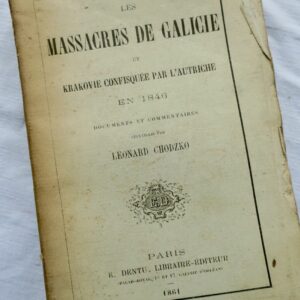 LES
MASSACRES DE GALICIE
ET
KRAKOVIE CONFISQUÉE PAR L'AUTRICHE
EN 1846
DOCUMENTS ET COMMENTAIRES
LEONARD CHODZKO
PARIS
E. DENTU, LIBRAIRE-ÉDITEUR
1861